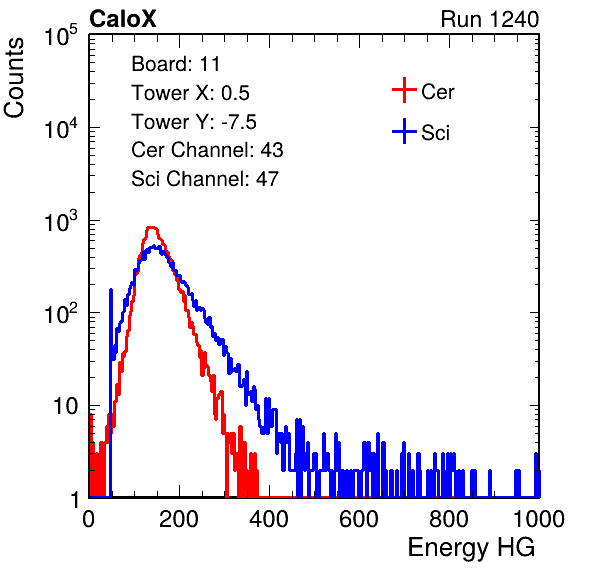 CaloX Run 1240
Counts
Board: 11
Tower X: 0.5
Tower Y: -7.5
Cer Channel: 43
Sci Channel: 47
Cer
Sci
10^5
10^4
10^3
10^2
10
1
0 200 400 600 800 1000
Energy HG